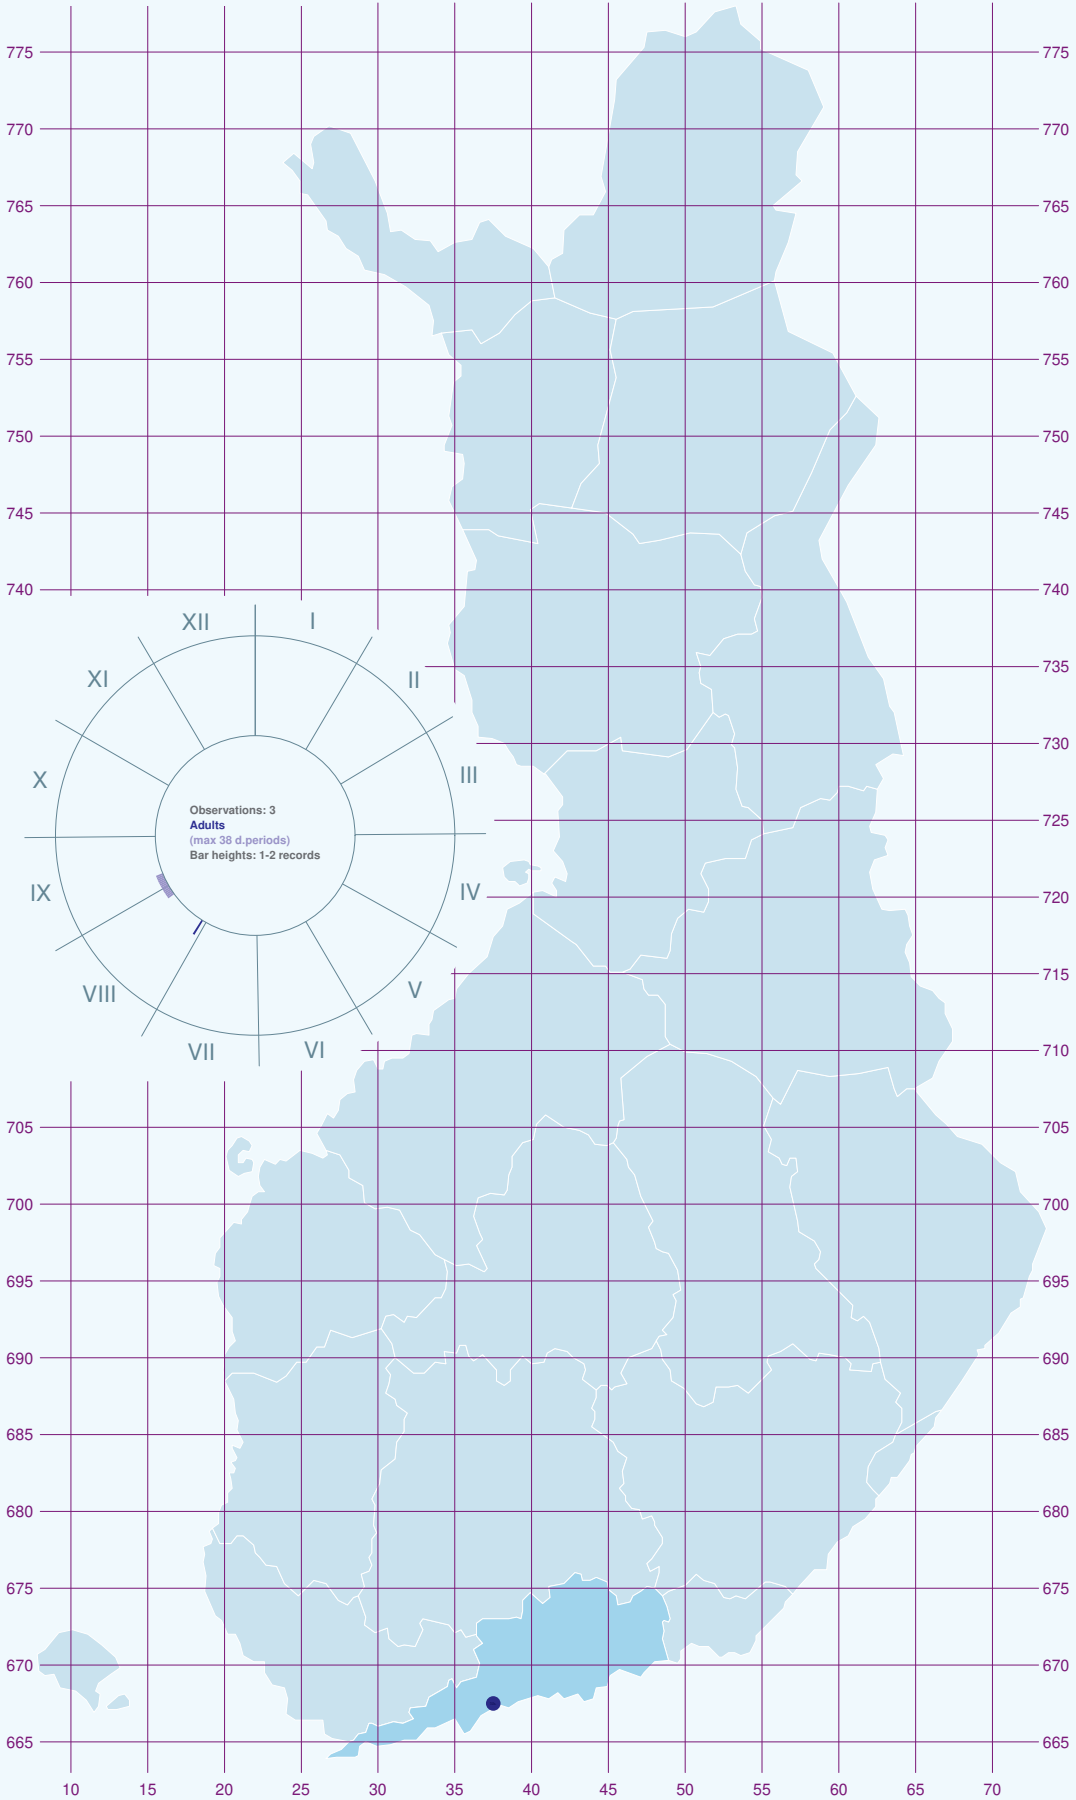 775 775
770 770
765 765
760 760
755 755
750 750
745 745
740 740
XII I
735
XI II
730
X III
725
Observations: 3
Adults
(max 38 d.periods)
Bar heights: 1-2 records
IX IV
720
VIII V
715
VII VI
710
705 705
700 700
695 695
690 690
685 685
680 680
675 675
670 670
665 665
10 15 20 25 30 35 40 45 50 55 60 65 70